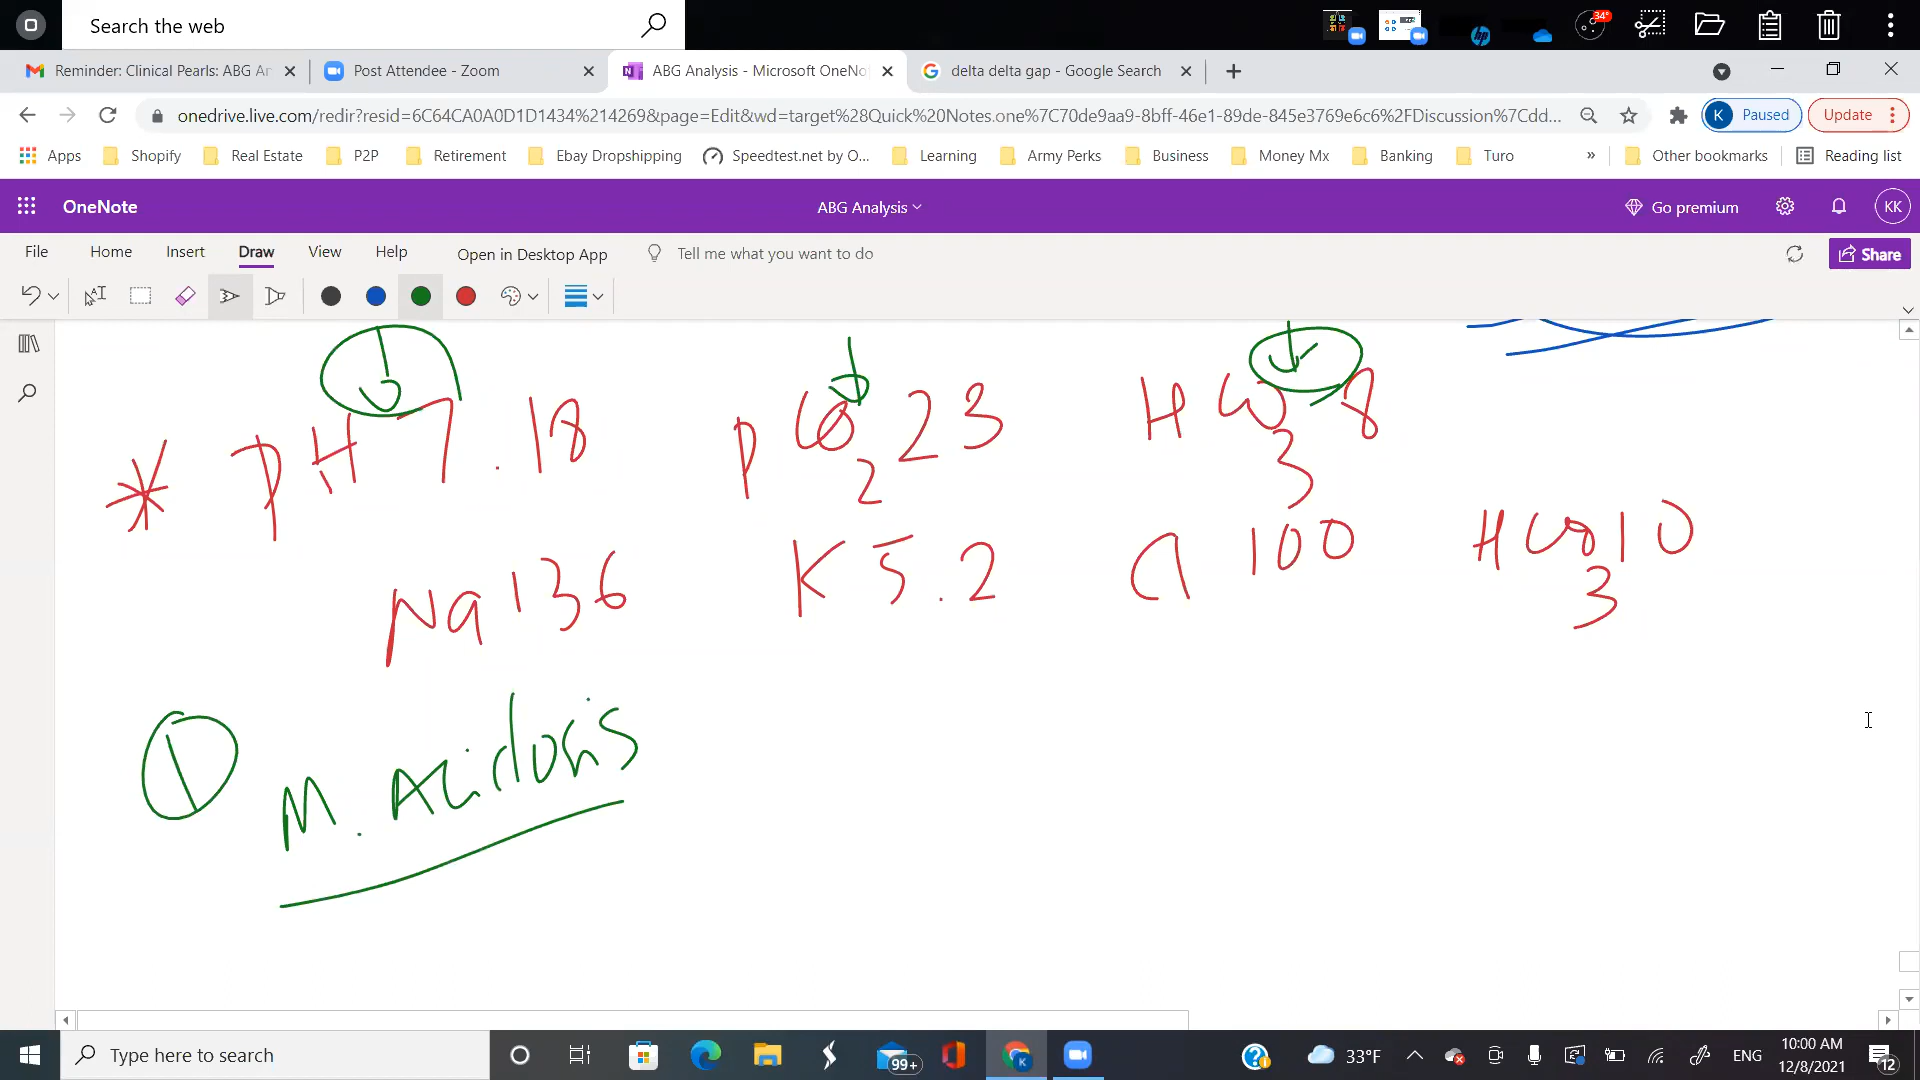 Search the web
34°
Reminder: Clinical Pearls: ABG An
Post Attendee - Zoom
ABG Analysis - Microsoft OneNo
delta delta gap - Google Search
onedrive.live.com/redir?resid=6C64CA0A0D1D1434%214269&page=Edit&wd=target%28Quick%20Notes.one%7C70de9aa9-8bff-46e1-89de-845e3769e6c6%2FDiscussion%7Cdd...
K Paused
Update
Apps Shopify Real Estate P2P Retirement Ebay Dropshipping Speedtest.net by O... Learning Army Perks Business Money Mx Banking Turo » Other bookmarks Reading list
OneNote
ABG Analysis
Go premium
KK
File Home Insert Draw View Help Open in Desktop App Tell me what you want to do
Share
* pH 7.18 pCO2 23 HCO3 8
Na 136 K 5.2 Cl 100 HCO3 10
1 M. Acidosis
Type here to search
99+
33°F
ENG
10:00 AM
12/8/2021
12